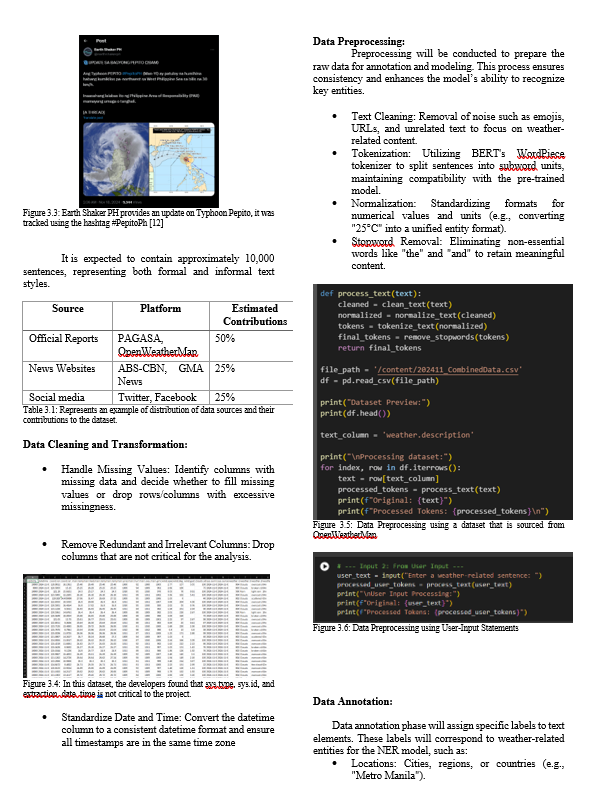 Post
Earth Shaker PH
UPDATE SA BAGYONG PEPITO
Figure 3.3: Earth Shaker PH provides an update on Typhoon Pepito, it was
tracked using the hashtag #PepitoPh [12]
It is expected to contain approximately 10,000
sentences, representing both formal and informal text
styles.
Source Platform Estimated
Contributions
Official Reports PAGASA, 50%
OpenWeatherMap
News Websites ABS-CBN, GMA 25%
News
Social media Twitter, Facebook 25%
Table 3.1: Represents an example of distribution of data sources and their
contributions to the dataset.
Data Cleaning and Transformation:
• Handle Missing Values: Identify columns with
missing data and decide whether to fill missing
values or drop rows/columns with excessive
missingness.
• Remove Redundant and Irrelevant Columns: Drop
columns that are not critical for the analysis.
Figure 3.4: In this dataset, the developers found that sys.type, sys.id, and
extraction_date_time is not critical to the project.
• Standardize Date and Time: Convert the datetime
column to a consistent datetime format and ensure
all timestamps are in the same time zone
Data Preprocessing:
Preprocessing will be conducted to prepare the
raw data for annotation and modeling. This process ensures
consistency and enhances the model's ability to recognize
key entities.
• Text Cleaning: Removal of noise such as emojis,
URLs, and unrelated text to focus on weather-
related content.
• Tokenization: Utilizing BERT's WordPiece
tokenizer to split sentences into subword units,
maintaining compatibility with the pre-trained
model.
• Normalization: Standardizing formats for
numerical values and units (e.g., converting
"25°C" into a unified entity format).
• Stopword Removal: Eliminating non-essential
words like "the" and "and" to retain meaningful
content.
def process_text(text):
cleaned = clean_text(text)
normalized = normalize_text(cleaned)
tokens = tokenize_text(normalized)
final_tokens = remove_stopwords(tokens)
return final_tokens
file_path = '/content/202411_CombinedData.csv'
df = pd.read_csv(file_path)
print("Dataset Preview:")
print(df.head())
text_column = 'weather.description'
print("\nProcessing dataset:")
for index, row in df.iterrows():
text = row[text_column]
processed_tokens = process_text(text)
print(f"Original: {text}")
print(f"Processed Tokens: {processed_tokens}\n")
Figure 3.5: Data Preprocessing using a dataset that is sourced from
OpenWeatherMap
# --- Input 2: From User Input ---
user_text = input("Enter a weather-related sentence: ")
processed_user_tokens = process_text(user_text)
print("\nUser Input Processing:")
print(f"Original: {user_text}")
print(f"Processed Tokens: {processed_user_tokens}")
Figure 3.6: Data Preprocessing using User-Input Statements
Data Annotation:
Data annotation phase will assign specific labels to text
elements. These labels will correspond to weather-related
entities for the NER model, such as:
• Locations: Cities, regions, or countries (e.g.,
"Metro Manila").